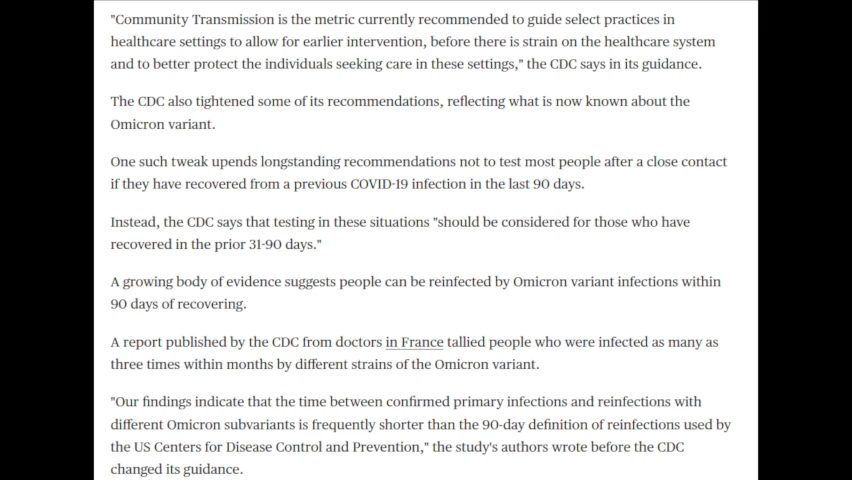 "Community Transmission is the metric currently recommended to guide select practices in
healthcare settings to allow for earlier intervention, before there is strain on the healthcare system
and to better protect the individuals seeking care in these settings," the CDC says in its guidance.
The CDC also tightened some of its recommendations, reflecting what is now known about the
Omicron variant.
One such tweak upends longstanding recommendations not to test most people after a close contact
if they have recovered from a previous COVID-19 infection in the last 90 days.
Instead, the CDC says that testing in these situations "should be considered for those who have
recovered in the prior 31-90 days."
A growing body of evidence suggests people can be reinfected by Omicron variant infections within
90 days of recovering.
A report published by the CDC from doctors in France tallied people who were infected as many as
three times within months by different strains of the Omicron variant.
"Our findings indicate that the time between confirmed primary infections and reinfections with
different Omicron subvariants is frequently shorter than the 90-day definition of reinfections used by
the US Centers for Disease Control and Prevention," the study's authors wrote before the CDC
changed its guidance.